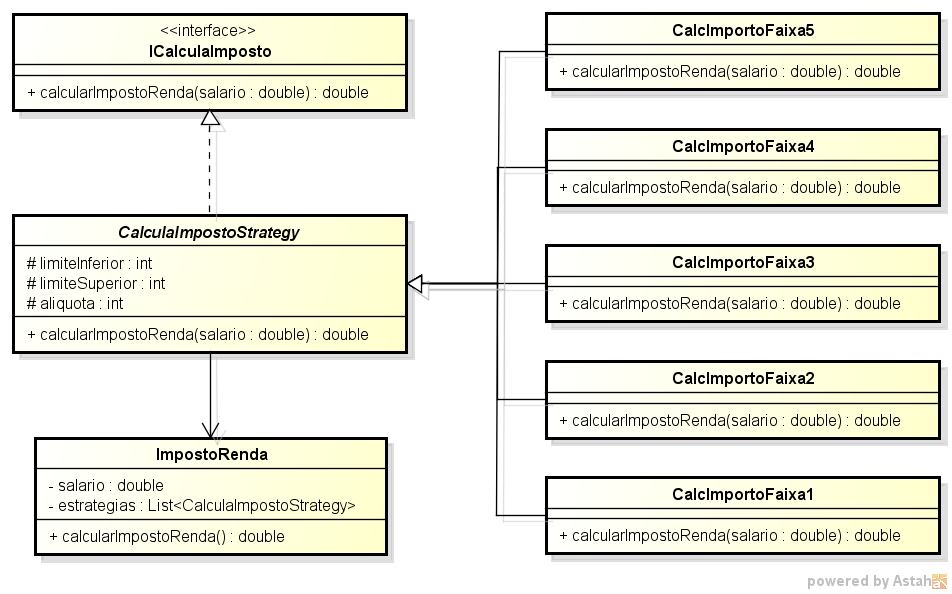 <<interface>>
ICalculaImposto
+ calcularImpostoRenda(salario : double) : double
CalculaImpostoStrategy
# limiteInferior : int
# limiteSuperior : int
# aliquota : int
+ calcularImpostoRenda(salario : double) : double
ImpostoRenda
- salario : double
- estrategias : List<CalculaImpostoStrategy>
+ calcularImpostoRenda() : double
CalcImportoFaixa5
+ calcularImpostoRenda(salario : double) : double
CalcImportoFaixa4
+ calcularImpostoRenda(salario : double) : double
CalcImportoFaixa3
+ calcularImpostoRenda(salario : double) : double
CalcImportoFaixa2
+ calcularImpostoRenda(salario : double) : double
CalcImportoFaixa1
+ calcularImpostoRenda(salario : double) : double
powered by Astah